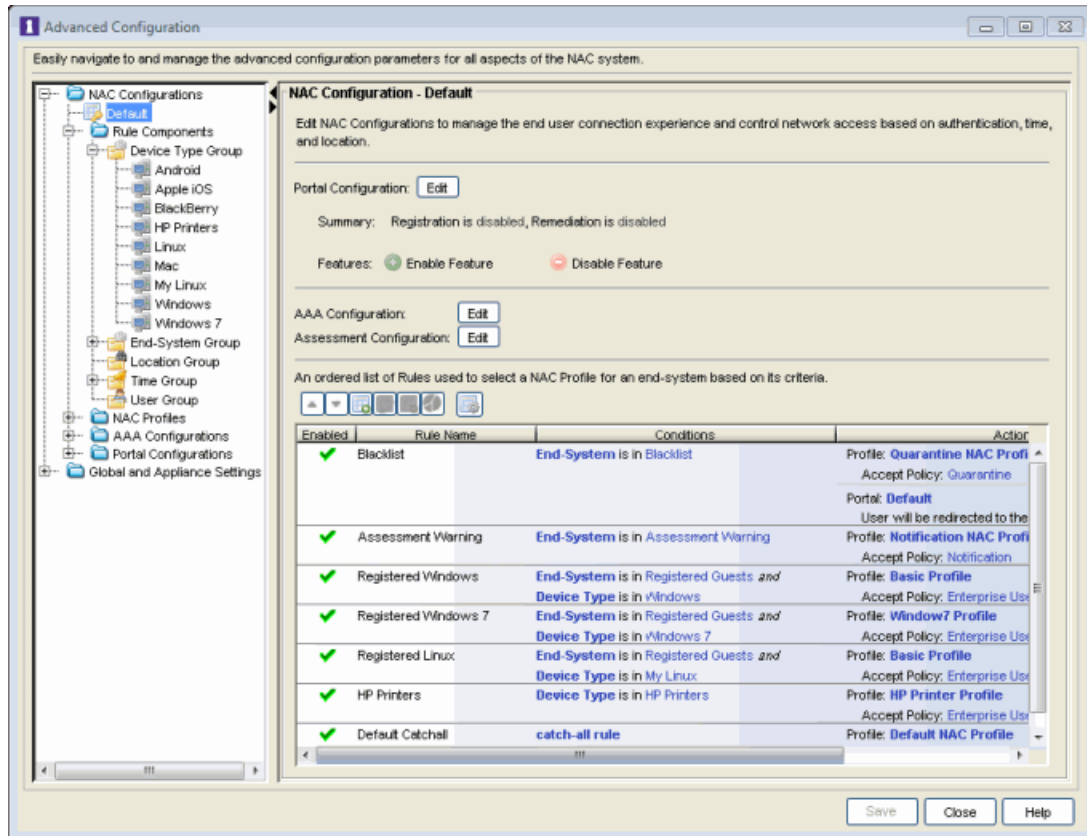 Advanced Configuration
Easily navigate to and manage the advanced configuration parameters for all aspects of the NAC system.
NAC Configurations
Default
Rule Components
Device Type Group
Android
Apple iOS
BlackBerry
HP Printers
Linux
Mac
My Linux
Windows
Windows 7
End-System Group
Location Group
Time Group
User Group
NAC Profiles
AAA Configurations
Portal Configurations
Global and Appliance Settings
NAC Configuration - Default
Edit NAC Configurations to manage the end user connection experience and control network access based on authentication, time,
and location.
Portal Configuration: Edit
Summary: Registration is disabled, Remediation is disabled
Features: Enable Feature Disable Feature
AAA Configuration: Edit
Assessment Configuration: Edit
An ordered list of Rules used to select a NAC Profile for an end-system based on its criteria.
Enabled Rule Name Conditions Action
Blacklist End-System is in Blacklist Profile: Quarantine NAC Profi
Accept Policy: Quarantine
Portal: Default
User will be redirected to the
Assessment Warning End-System is in Assessment Warning Profile: Notification NAC Profi
Accept Policy: Notification
Registered Windows End-System is in Registered Guests and Profile: Basic Profile
Device Type is in Windows Accept Policy: Enterprise Use
Registered Windows 7 End-System is in Registered Guests and Profile: Window7 Profile
Device Type is in Windows 7 Accept Policy: Enterprise Use
Registered Linux End-System is in Registered Guests and Profile: Basic Profile
Device Type is in My Linux Accept Policy: Enterprise Use
HP Printers Device Type is in HP Printers Profile: HP Printer Profile
Accept Policy: Enterprise Use
Default Catchall catch-all rule Profile: Default NAC Profile
Save Close Help